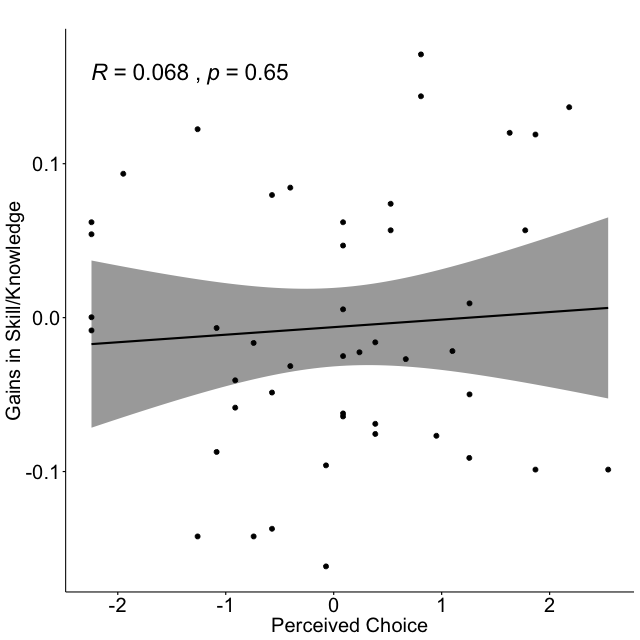 R = 0.068 , p = 0.65
Gains in Skill/Knowledge
0.1
0.0
-0.1
-2 -1 0 1 2
Perceived Choice